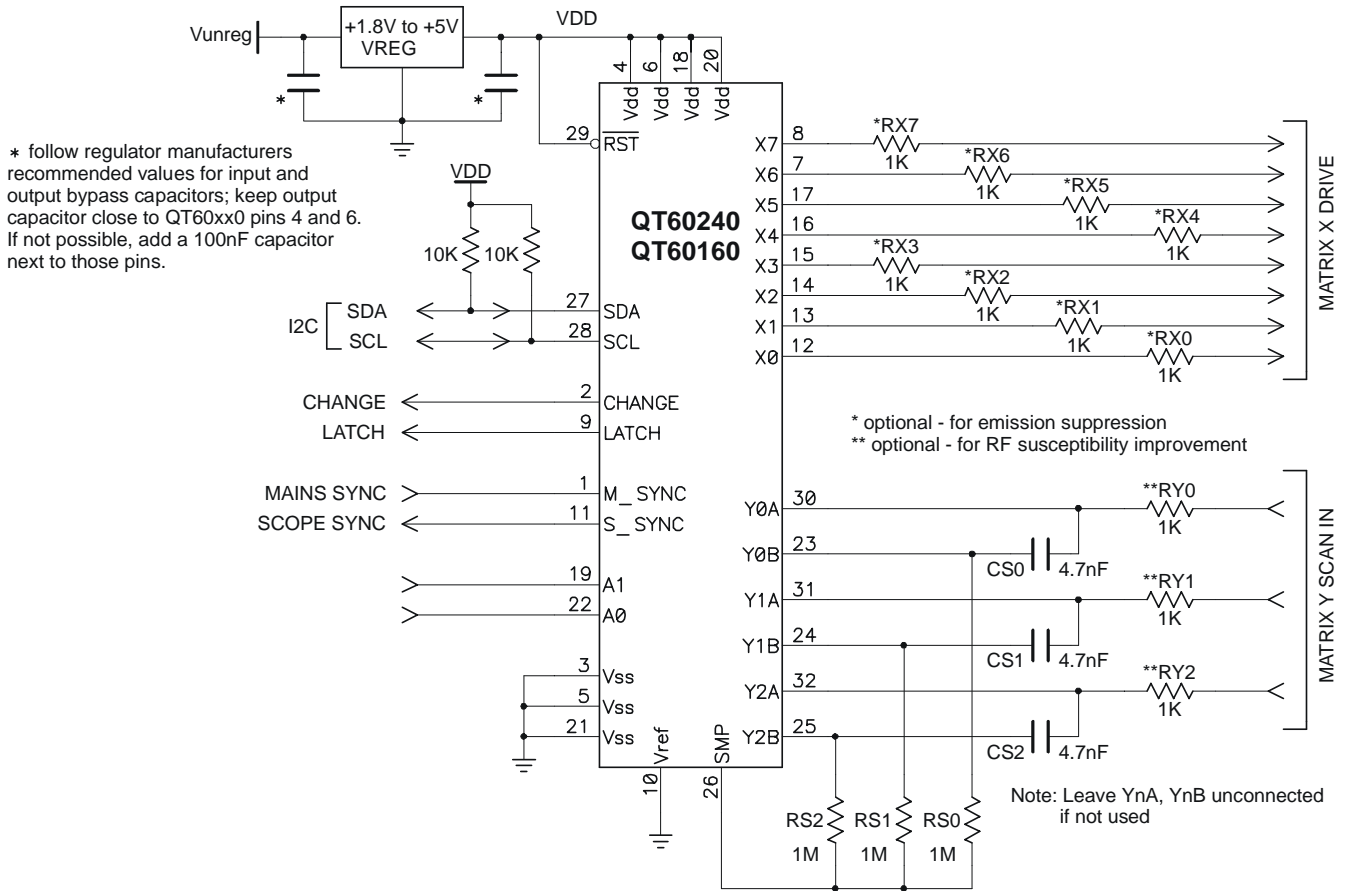 Vunreg
+1.8V to +5V
VREG
VDD
*
*
4
6
18
20
Vdd
Vdd
Vdd
Vdd
29
RST
* follow regulator manufacturers
recommended values for input and
output bypass capacitors; keep output
capacitor close to QT60xx0 pins 4 and 6.
If not possible, add a 100nF capacitor
next to those pins.
VDD
10K
10K
QT60240
QT60160
I2C
SDA
SCL
27
SDA
28
SCL
CHANGE
2
CHANGE
LATCH
9
LATCH
MAINS SYNC
1
M_SYNC
SCOPE SYNC
11
S_SYNC
19
A1
22
A0
3
Vss
5
Vss
21
Vss
Vref
10
SMP
26
X7
8
*RX7
1K
X6
7
*RX6
1K
X5
17
*RX5
1K
X4
16
*RX4
1K
X3
15
*RX3
1K
X2
14
*RX2
1K
X1
13
*RX1
1K
X0
12
*RX0
1K
MATRIX X DRIVE
* optional - for emission suppression
** optional - for RF susceptibility improvement
Y0A
30
**RY0
1K
Y0B
23
CS0
4.7nF
Y1A
31
**RY1
1K
Y1B
24
CS1
4.7nF
Y2A
32
**RY2
1K
Y2B
25
CS2
4.7nF
MATRIX Y SCAN IN
RS2
1M
RS1
1M
RS0
1M
Note: Leave YnA, YnB unconnected
if not used